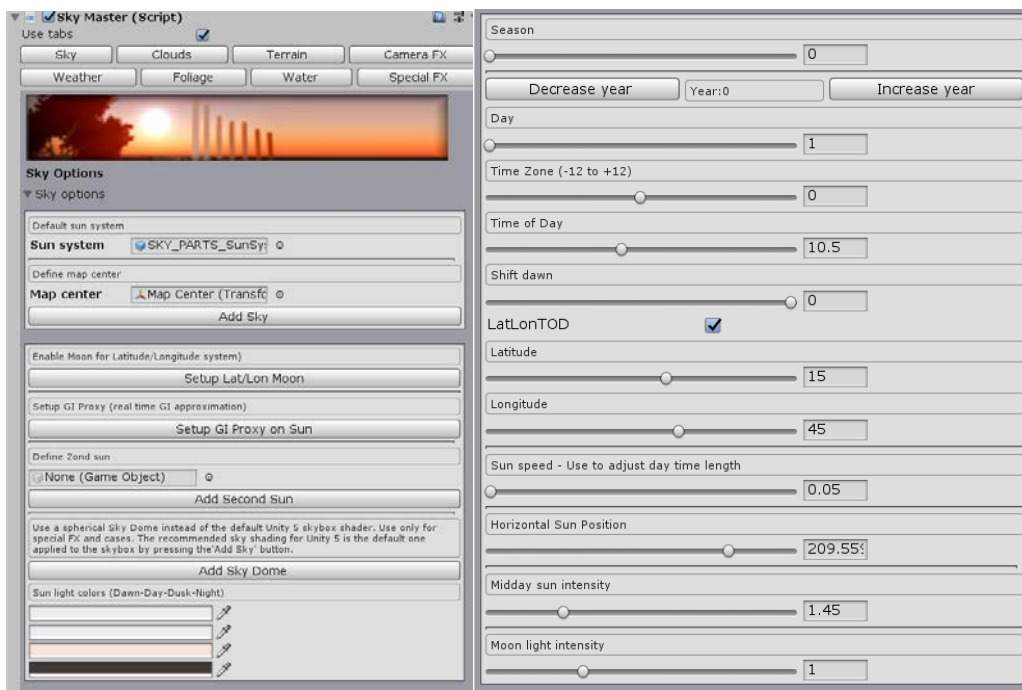 Sky Master (Script)
Use tabs
Sky Clouds Terrain Camera FX
Weather Foliage Water Special FX
Sky Options
Sky options
Default sun system
Sun system SKY_PARTS_SunSy
Define map center
Map center Map Center (Transfo
Add Sky
Enable Moon for Latitude/Longitude system)
Setup Lat/Lon Moon
Setup GI Proxy (real time GI approximation)
Setup GI Proxy on Sun
Define 2ond sun
None (Game Object)
Add Second Sun
Use a spherical Sky Dome instead of the default Unity 5 skybox shader. Use only for
special FX and cases. The recommended sky shading for Unity 5 is the default one
applied to the skybox by pressing the'Add Sky' button.
Add Sky Dome
Sun light colors (Dawn-Day-Dusk-Night)
Season
0
Decrease year Year:0 Increase year
Day
1
Time Zone (-12 to +12)
0
Time of Day
10.5
Shift dawn
0
LatLonTOD
Latitude
15
Longitude
45
Sun speed - Use to adjust day time length
0.05
Horizontal Sun Position
209.559
Midday sun intensity
1.45
Moon light intensity
1